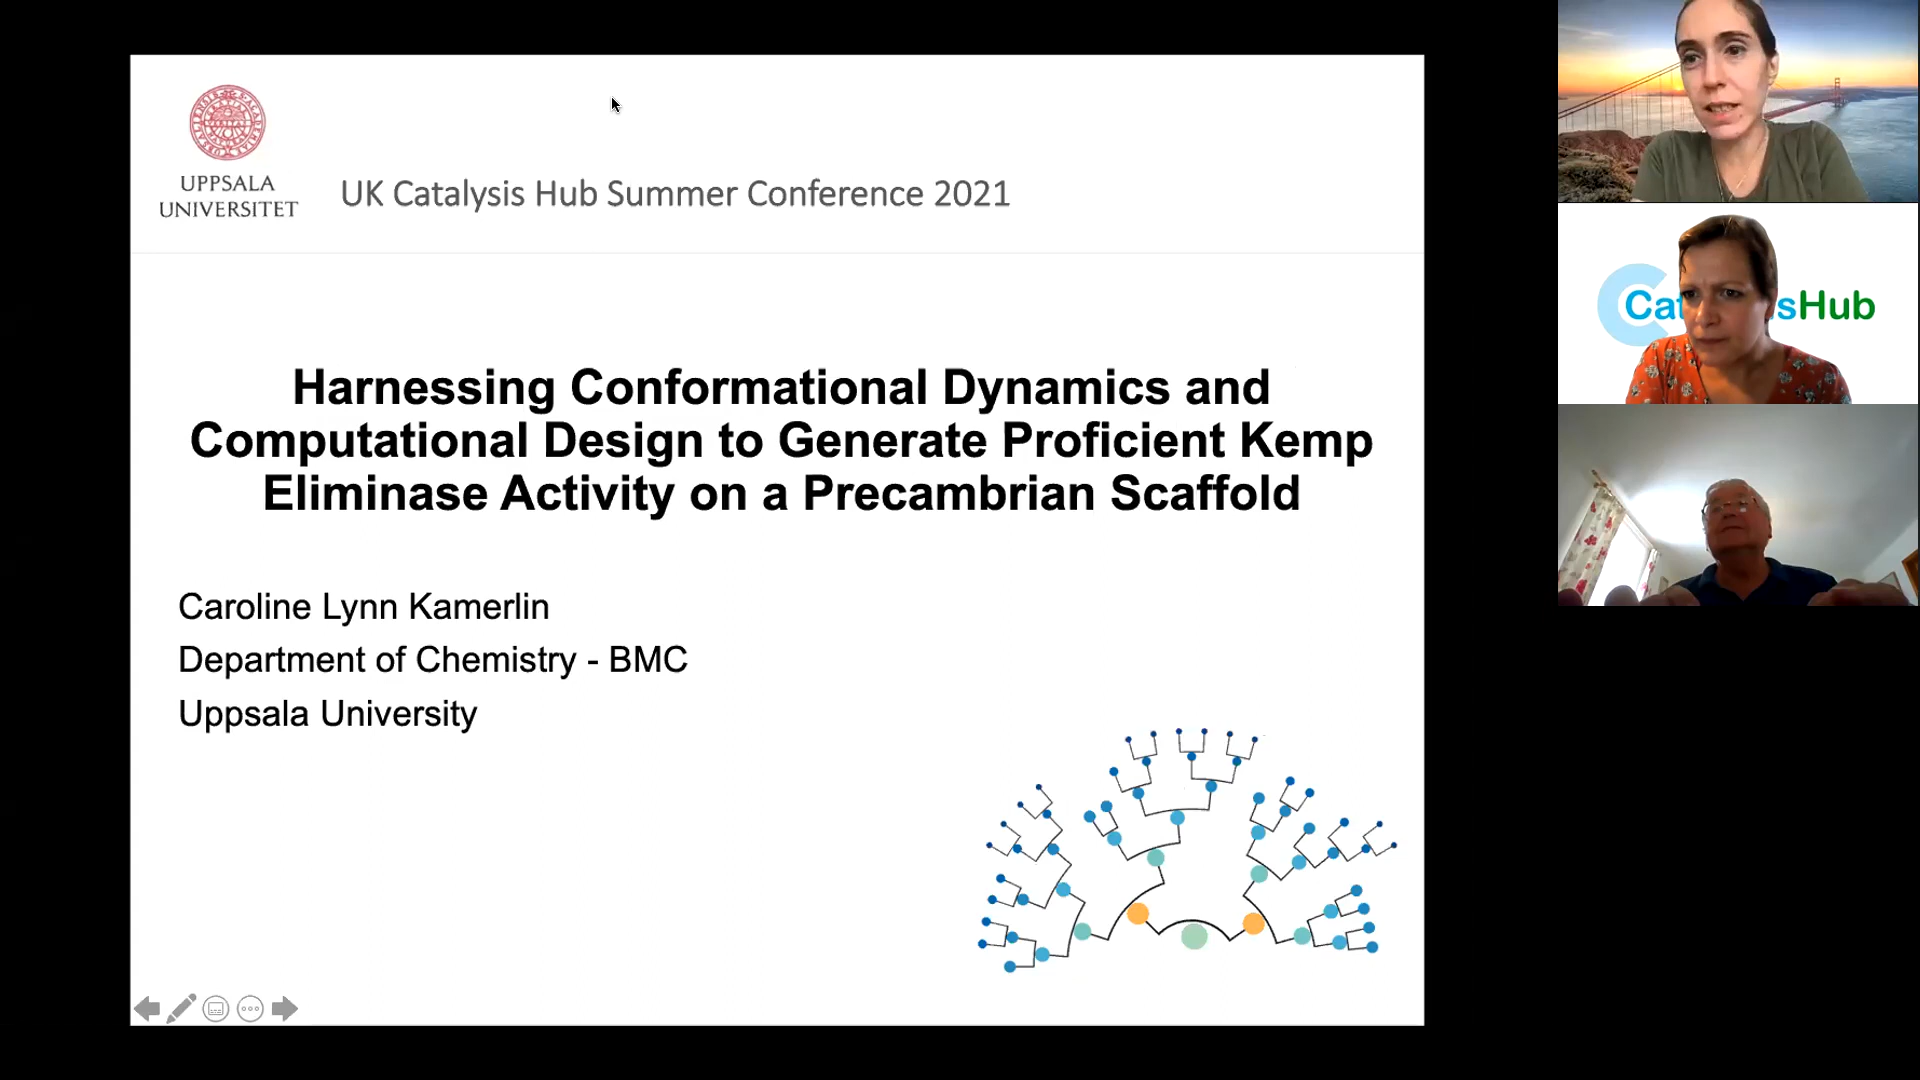 UPPSALA
UNIVERSITET
UK Catalysis Hub Summer Conference 2021
Harnessing Conformational Dynamics and
Computational Design to Generate Proficient Kemp
Eliminase Activity on a Precambrian Scaffold
Caroline Lynn Kamerlin
Department of Chemistry - BMC
Uppsala University
Cat sHub